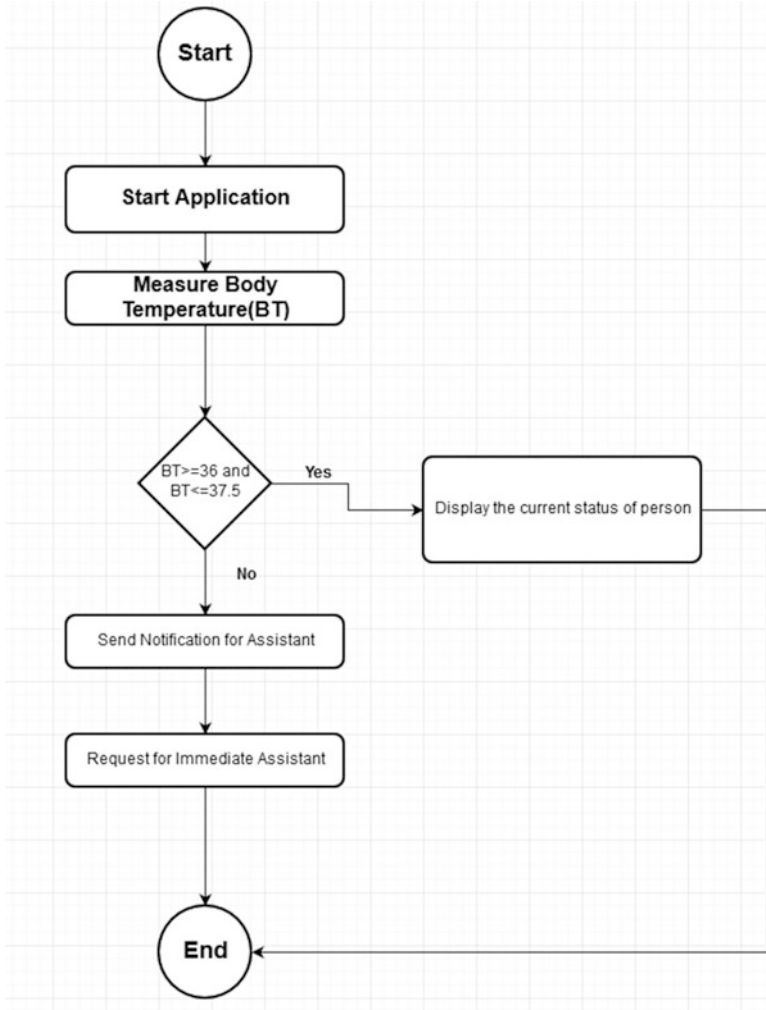 Start
Start Application
Measure Body
Temperature(BT)
BT>=36 and
BT<=37.5
Yes
Display the current status of person
No
Send Notification for Assistant
Request for Immediate Assistant
End